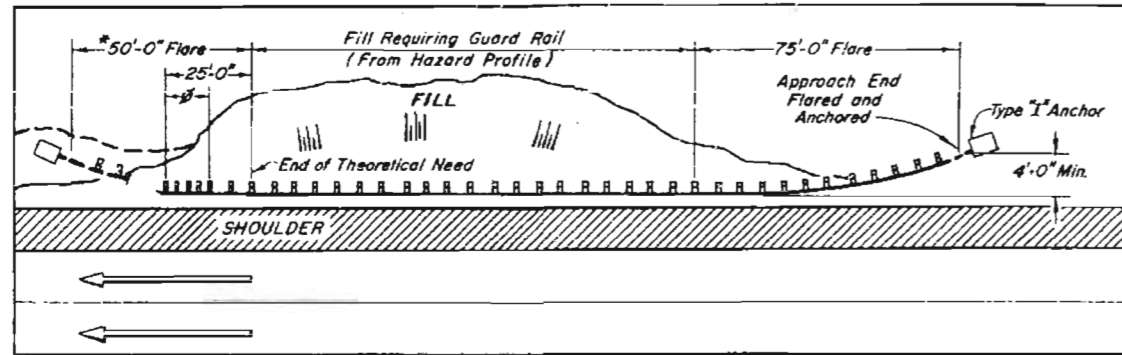 *50'-0" Flare
Fill Requiring Guard Rail
(From Hazard Profile)
75'-0" Flare
25'-0"
Ø
FILL
Approach End
Flared and
Anchored
Type "I" Anchor
End of Theoretical Need
4'-0" Min.
SHOULDER